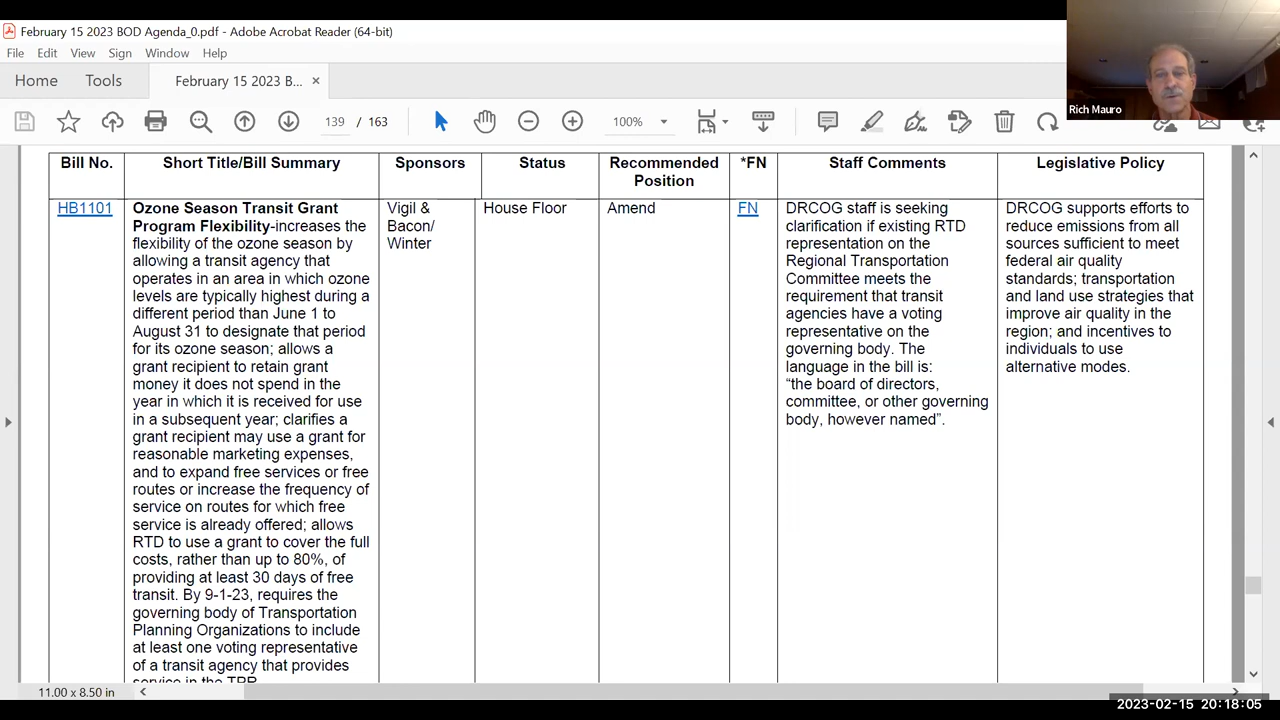 February 15 2023 BOD Agenda_0.pdf - Adobe Acrobat Reader (64-bit)
File Edit View Sign Window Help
Home Tools February 15 2023 B... ×
139 / 163 100%
Rich Mauro
Bill No. Short Title/Bill Summary Sponsors Status Recommended Position *FN Staff Comments Legislative Policy
HB1101
Ozone Season Transit Grant
Program Flexibility-increases the
flexibility of the ozone season by
allowing a transit agency that
operates in an area in which ozone
levels are typically highest during a
different period than June 1 to
August 31 to designate that period
for its ozone season; allows a
grant recipient to retain grant
money it does not spend in the
year in which it is received for use
in a subsequent year; clarifies a
grant recipient may use a grant for
reasonable marketing expenses,
and to expand free services or free
routes or increase the frequency of
service on routes for which free
service is already offered; allows
RTD to use a grant to cover the full
costs, rather than up to 80%, of
providing at least 30 days of free
transit. By 9-1-23, requires the
governing body of Transportation
Planning Organizations to include
at least one voting representative
of a transit agency that provides
service in the TPR
Vigil &
Bacon/
Winter
House Floor
Amend
FN
DRCOG staff is seeking
clarification if existing RTD
representation on the
Regional Transportation
Committee meets the
requirement that transit
agencies have a voting
representative on the
governing body. The
language in the bill is:
“the board of directors,
committee, or other governing
body, however named”.
DRCOG supports efforts to
reduce emissions from all
sources sufficient to meet
federal air quality
standards; transportation
and land use strategies that
improve air quality in the
region; and incentives to
individuals to use
alternative modes.
11.00 x 8.50 in
2023-02-15 20:18:05